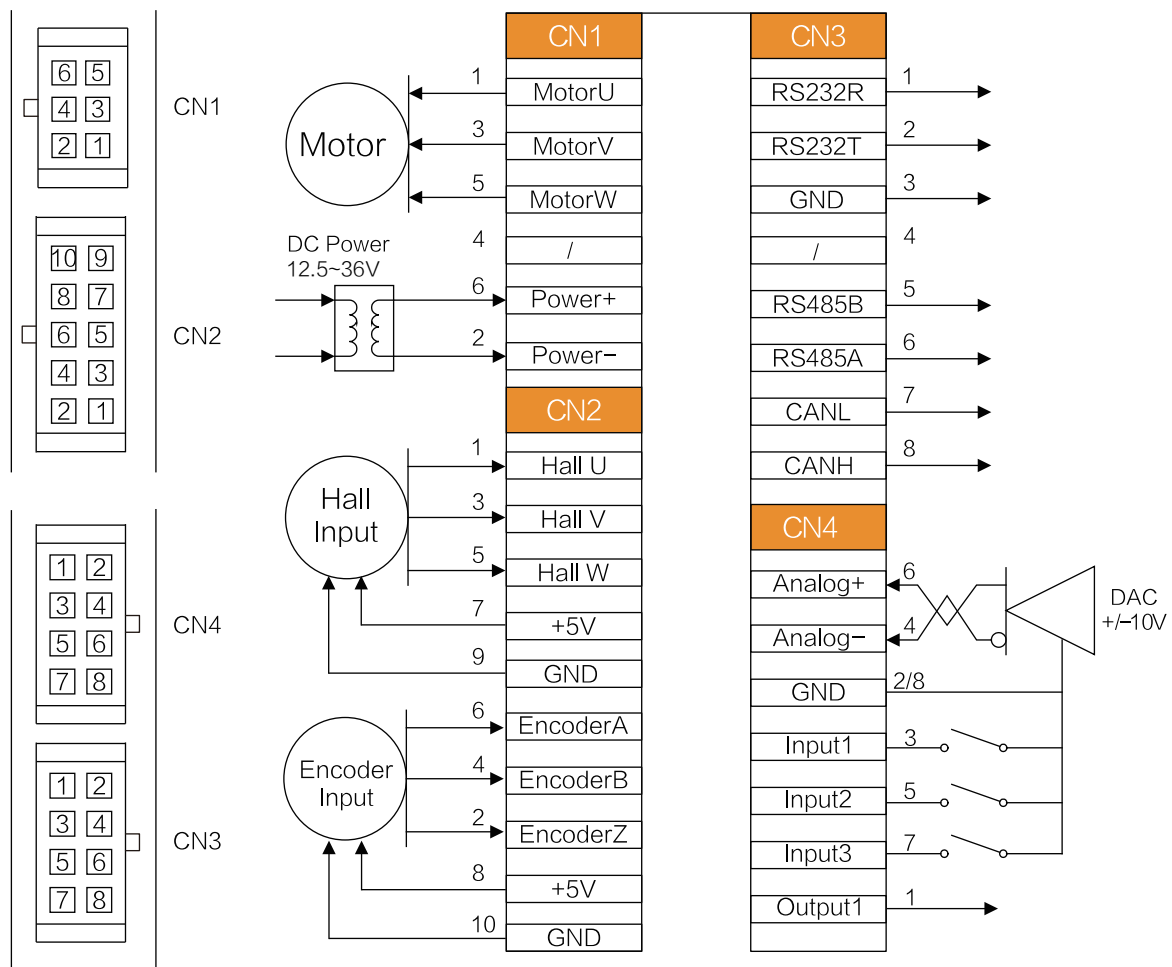 6 5
4 3
2 1
CN1
10 9
8 7
6 5
4 3
2 1
CN2
1 2
3 4
5 6
7 8
CN4
1 2
3 4
5 6
7 8
CN3
CN1
Motor
1 MotorU
3 MotorV
5 MotorW
4 /
DC Power
12.5~36V
6 Power+
2 Power-
CN2
Hall
Input
1 Hall U
3 Hall V
5 Hall W
7 +5V
9 GND
Encoder
Input
6 EncoderA
4 EncoderB
2 EncoderZ
8 +5V
10 GND
CN3
RS232R 1
RS232T 2
GND 3
/ 4
RS485B 5
RS485A 6
CANL 7
CANH 8
CN4
Analog+ 6
Analog- 4
DAC
+/-10V
GND 2/8
Input1 3
Input2 5
Input3 7
Output1 1